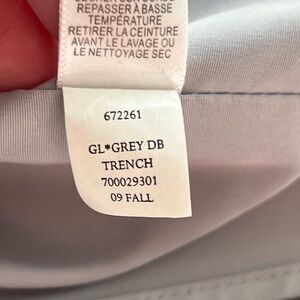 REPASSER À BASSE
TEMPÉRATURE
RETIRER LA CEINTURE
AVANT LE LAVAGE OU
LE NETTOYAGE SEC
672261
GL*GREY DB
TRENCH
700029301
09 FALL